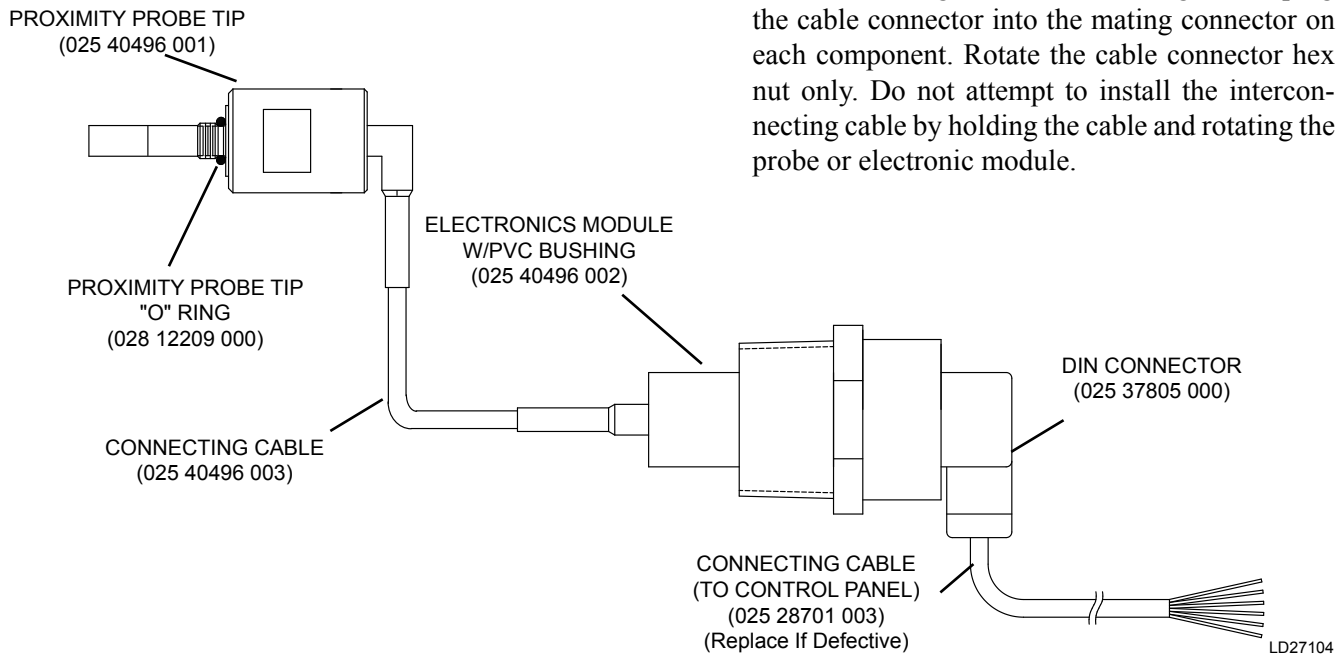 the cable connector into the mating connector on
each component. Rotate the cable connector hex
nut only. Do not attempt to install the intercon-
necting cable by holding the cable and rotating the
probe or electronic module.
PROXIMITY PROBE TIP
(025 40496 001)
PROXIMITY PROBE TIP
"O" RING
(028 12209 000)
ELECTRONICS MODULE
W/PVC BUSHING
(025 40496 002)
CONNECTING CABLE
(025 40496 003)
DIN CONNECTOR
(025 37805 000)
CONNECTING CABLE
(TO CONTROL PANEL)
(025 28701 003)
(Replace If Defective)
LD27104